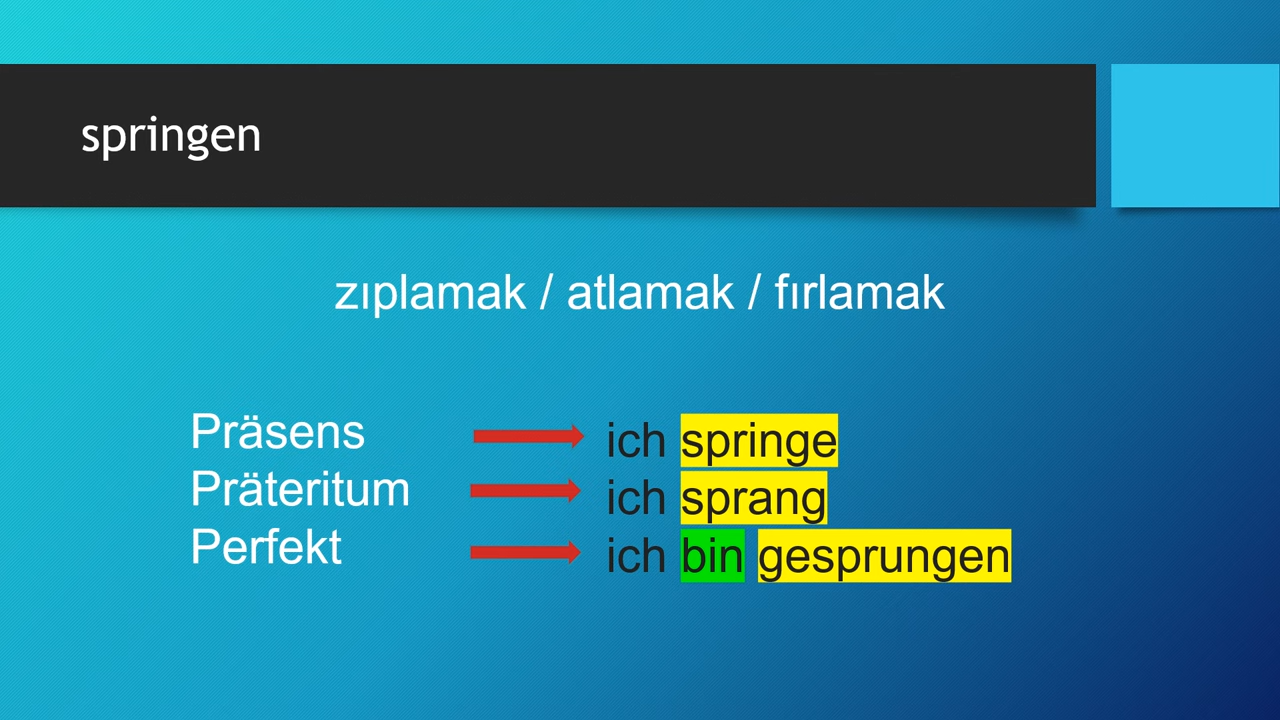 springen
zıplamak / atlamak / fırlamak
Präsens ich springe
Präteritum ich sprang
Perfekt ich bin gesprungen